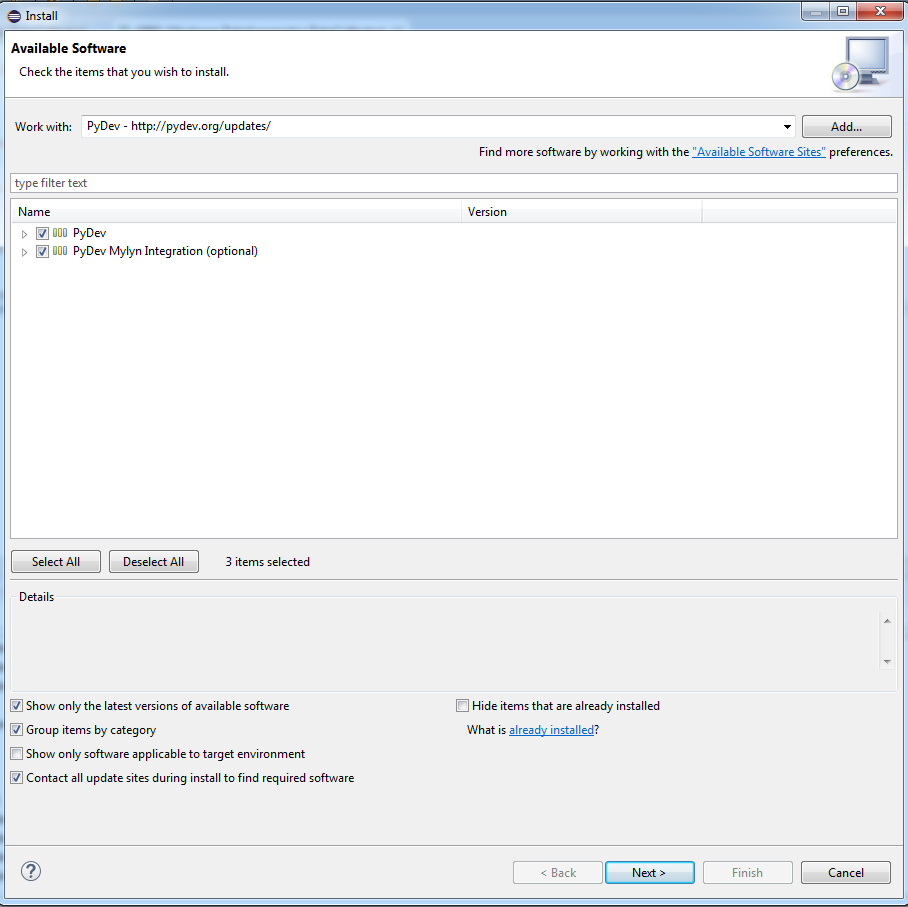 Install
Available Software
Check the items that you wish to install.
Work with: PyDev - http://pydev.org/updates/ Add...
Find more software by working with the "Available Software Sites" preferences.
type filter text
Name Version
PyDev
PyDev Mylyn Integration (optional)
Select All Deselect All 3 items selected
Details
Show only the latest versions of available software Hide items that are already installed
Group items by category What is already installed?
Show only software applicable to target environment
Contact all update sites during install to find required software
? < Back Next > Finish Cancel